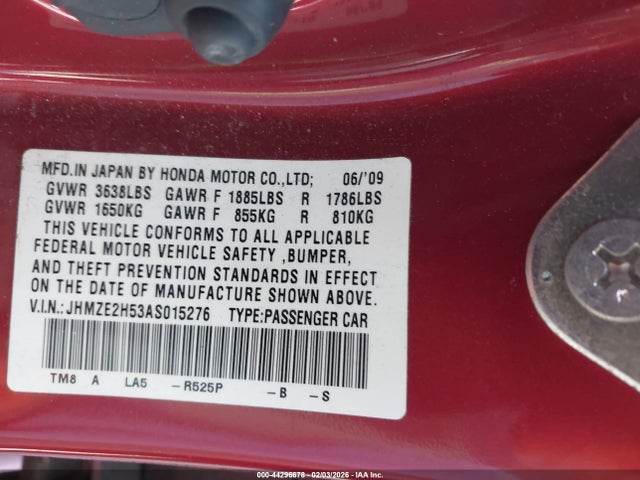 MFD.IN JAPAN BY HONDA MOTOR CO.,LTD; 06/'09
GVWR 3638LBS GAWR F 1885LBS R 1786LBS
GVWR 1650KG GAWR F 855KG R 810KG
THIS VEHICLE CONFORMS TO ALL APPLICABLE
FEDERAL MOTOR VEHICLE SAFETY ,BUMPER,
AND THEFT PREVENTION STANDARDS IN EFFECT
ON THE DATE OF MANUFACTURE SHOWN ABOVE.
V.I.N.:JHMZE2H53AS015276 TYPE:PASSENGER CAR
TM8 A LA5 -R525P -B -S
000-44296678 - 02/03/2026 - IAA Inc.